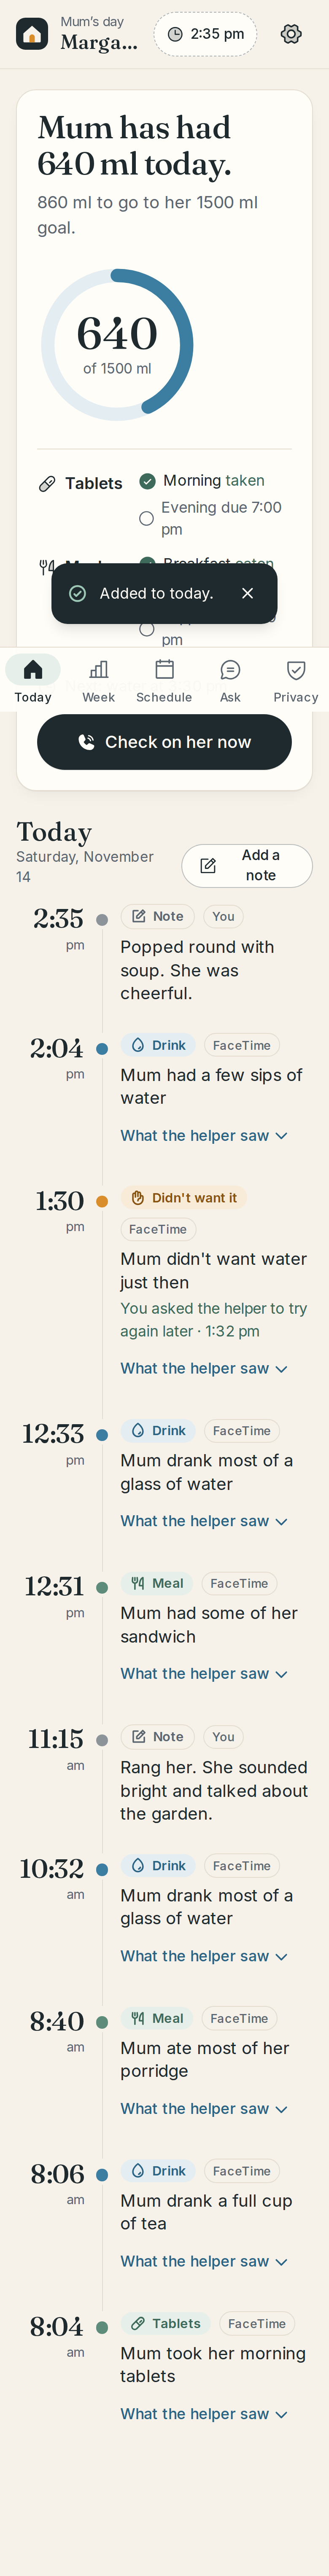 Mum's day
Marga...
2:35 pm
Mum has had
640 ml today.
860 ml to go to her 1500 ml
goal.
640
of 1500 ml
Tablets
Morning taken
Evening due 7:00
pm
Added to today.
pm
Today
Week
Schedule
Ask
Privacy
Check on her now
Today
Saturday, November
14
Add a
note
2:35
pm
Note
You
Popped round with
soup. She was
cheerful.
2:04
pm
Drink
FaceTime
Mum had a few sips of
water
What the helper saw
1:30
pm
Didn't want it
FaceTime
Mum didn't want water
just then
You asked the helper to try
again later · 1:32 pm
What the helper saw
12:33
pm
Drink
FaceTime
Mum drank most of a
glass of water
What the helper saw
12:31
pm
Meal
FaceTime
Mum had some of her
sandwich
What the helper saw
11:15
am
Note
You
Rang her. She sounded
bright and talked about
the garden.
10:32
am
Drink
FaceTime
Mum drank most of a
glass of water
What the helper saw
8:40
am
Meal
FaceTime
Mum ate most of her
porridge
What the helper saw
8:06
am
Drink
FaceTime
Mum drank a full cup
of tea
What the helper saw
8:04
am
Tablets
FaceTime
Mum took her morning
tablets
What the helper saw